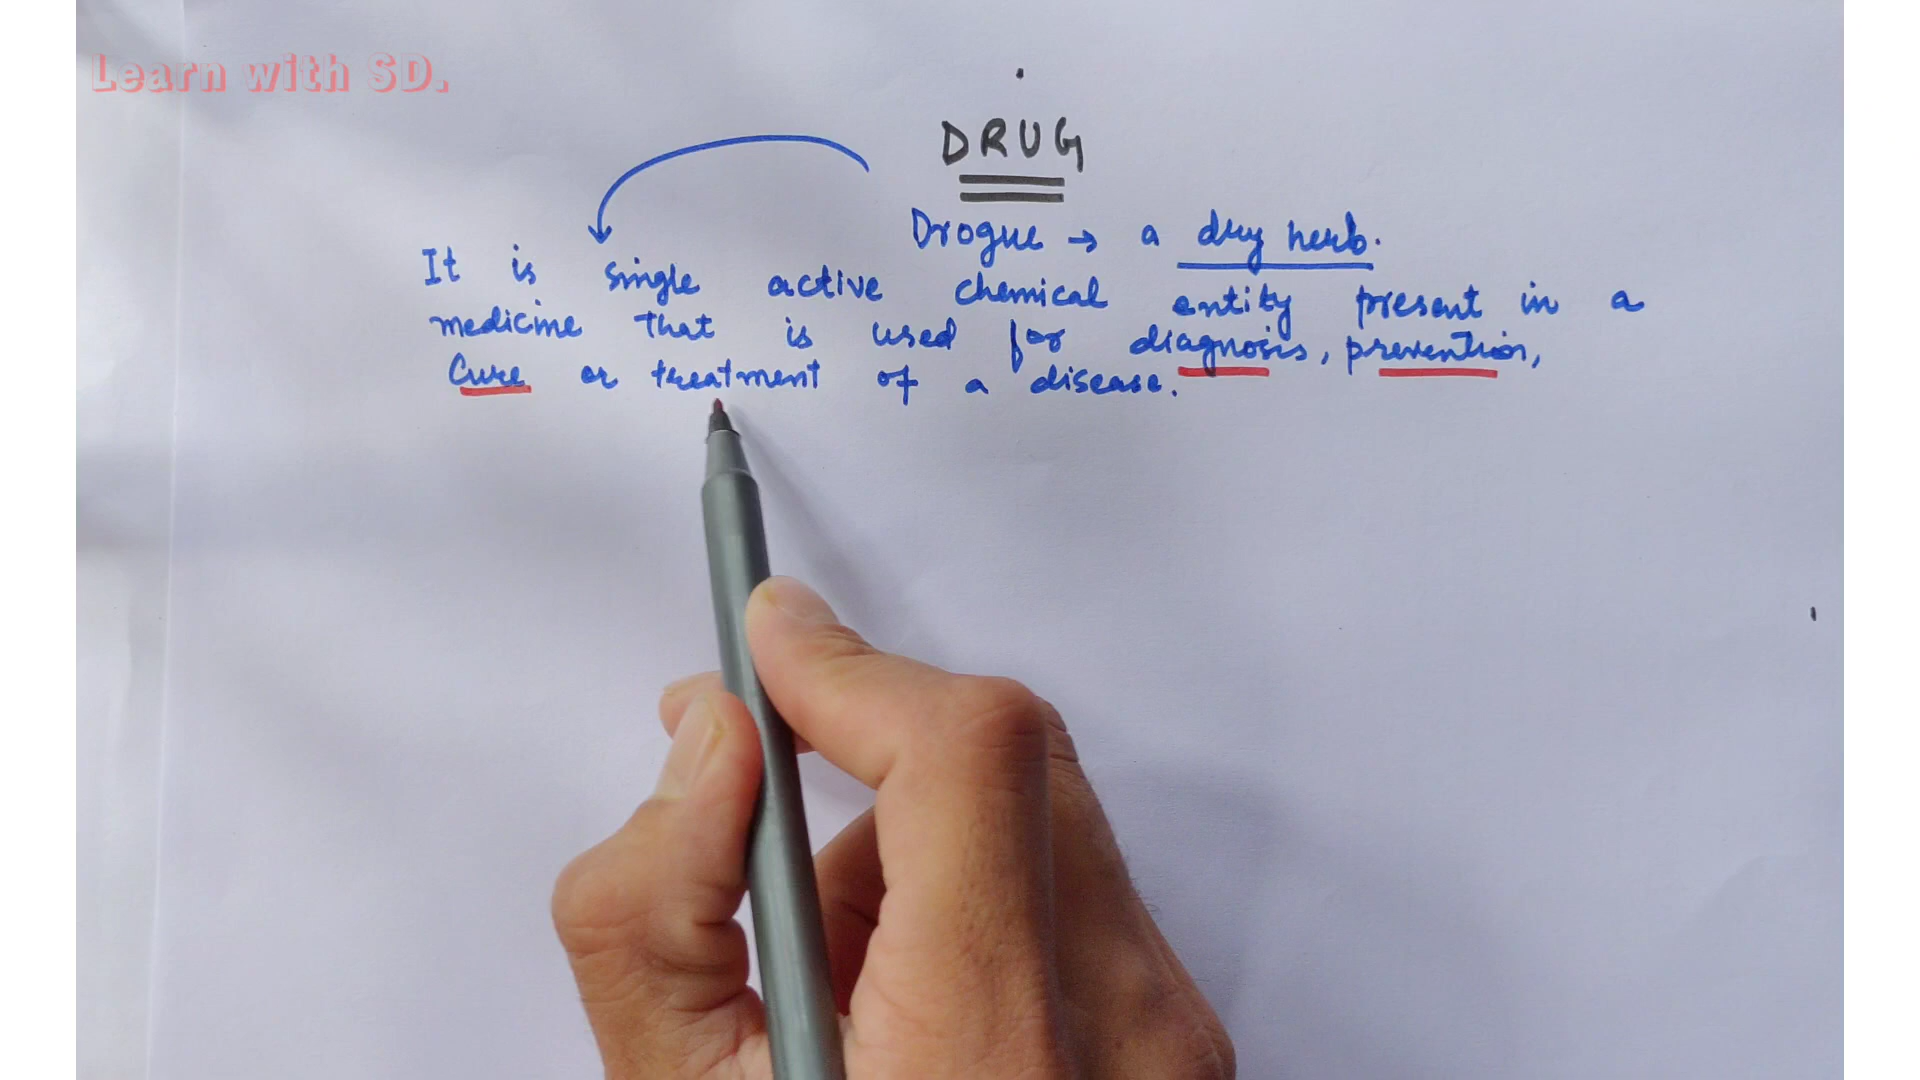 Learn with SD.
DRUG
Drogue → a dry herb.
It is single active chemical entity present in a
medicine that is used for diagnosis, prevention,
Cure or treatment of a disease.